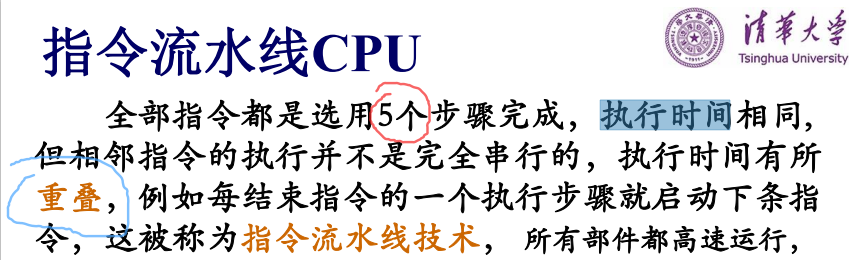 指令流水线CPU
清华大学
Tsinghua University
全部指令都是选用5个步骤完成，执行时间相同,
但相邻指令的执行并不是完全串行的，执行时间有所
重叠，例如每结束指令的一个执行步骤就启动下条指
令，这被称为指令流水线技术， 所有部件都高速运行，